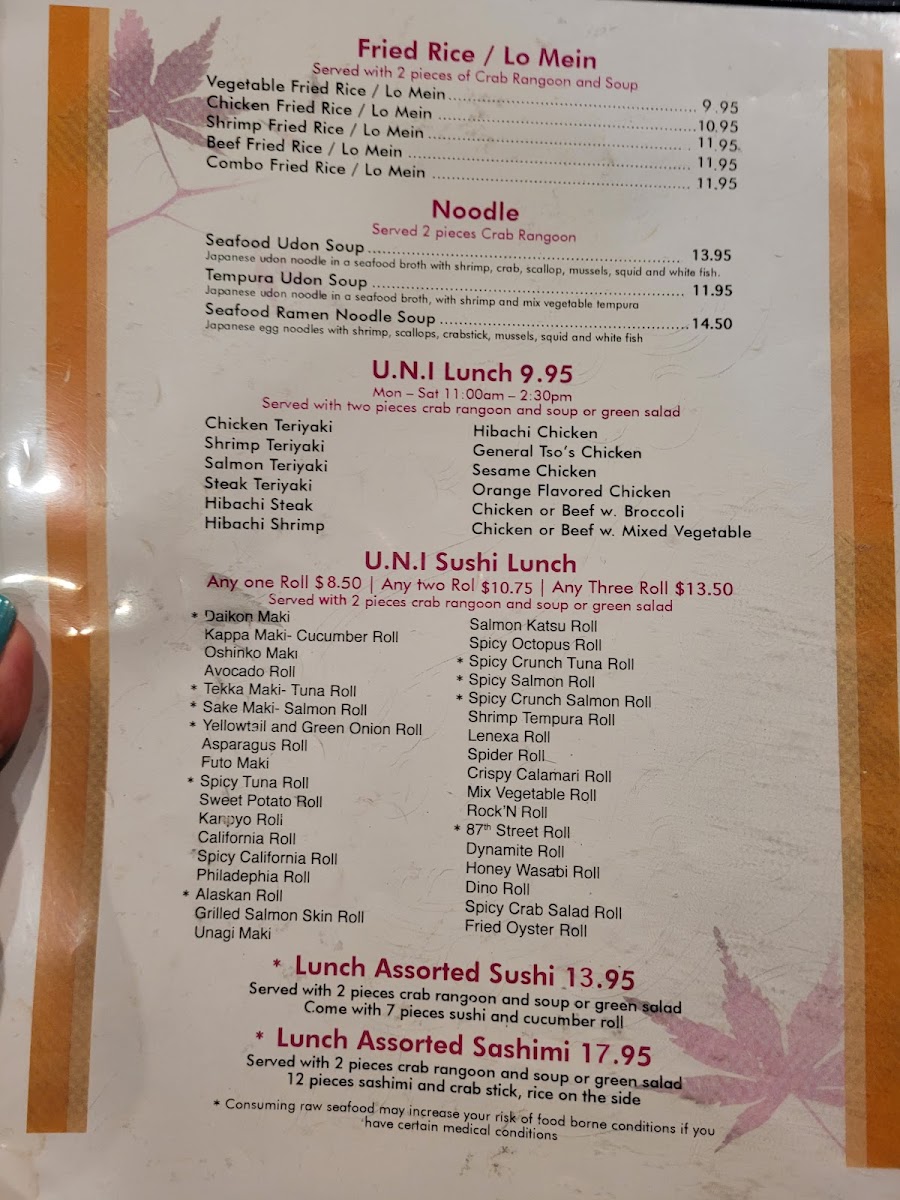 Fried Rice / Lo Mein
Served with 2 pieces of Crab Rangoon and Soup
Vegetable Fried Rice / Lo Mein 9.95
Chicken Fried Rice / Lo Mein 10.95
Shrimp Fried Rice / Lo Mein 11.95
Beef Fried Rice / Lo Mein 11.95
Combo Fried Rice / Lo Mein 11.95
Noodle
Served 2 pieces Crab Rangoon
Seafood Udon Soup 13.95
Japanese udon noodle in a seafood broth with shrimp, crab, scallop, mussels, squid and white fish.
Tempura Udon Soup 11.95
Japanese udon noodle in a seafood broth, with shrimp and mix vegetable tempura
Seafood Ramen Noodle Soup 14.50
Japanese egg noodles with shrimp, scallops, crabstick, mussels, squid and white fish
U.N.I Lunch 9.95
Mon – Sat 11:00am – 2:30pm
Served with two pieces crab rangoon and soup or green salad
Chicken Teriyaki
Shrimp Teriyaki
Salmon Teriyaki
Steak Teriyaki
Hibachi Steak
Hibachi Shrimp
Hibachi Chicken
General Tso's Chicken
Sesame Chicken
Orange Flavored Chicken
Chicken or Beef w. Broccoli
Chicken or Beef w. Mixed Vegetable
U.N.I Sushi Lunch
Any one Roll $8.50 | Any two Rol $10.75 | Any Three Roll $13.50
Served with 2 pieces crab rangoon and soup or green salad
* Daikon Maki
Kappa Maki- Cucumber Roll
Oshinko Maki
Avocado Roll
* Tekka Maki- Tuna Roll
* Sake Maki- Salmon Roll
* Yellowtail and Green Onion Roll
Asparagus Roll
Futo Maki
* Spicy Tuna Roll
Sweet Potato Roll
Kanpyo Roll
California Roll
Spicy California Roll
Philadephia Roll
* Alaskan Roll
Grilled Salmon Skin Roll
Unagi Maki
Salmon Katsu Roll
Spicy Octopus Roll
* Spicy Crunch Tuna Roll
* Spicy Salmon Roll
* Spicy Crunch Salmon Roll
Shrimp Tempura Roll
Lenexa Roll
Spider Roll
Crispy Calamari Roll
Mix Vegetable Roll
Rock'N Roll
* 87th Street Roll
Dynamite Roll
Honey Wasabi Roll
Dino Roll
Spicy Crab Salad Roll
Fried Oyster Roll
* Lunch Assorted Sushi 13.95
Served with 2 pieces crab rangoon and soup or green salad
Come with 7 pieces sushi and cucumber roll
* Lunch Assorted Sashimi 17.95
Served with 2 pieces crab rangoon and soup or green salad
12 pieces sashimi and crab stick, rice on the side
* Consuming raw seafood may increase your risk of food borne conditions if you
have certain medical conditions